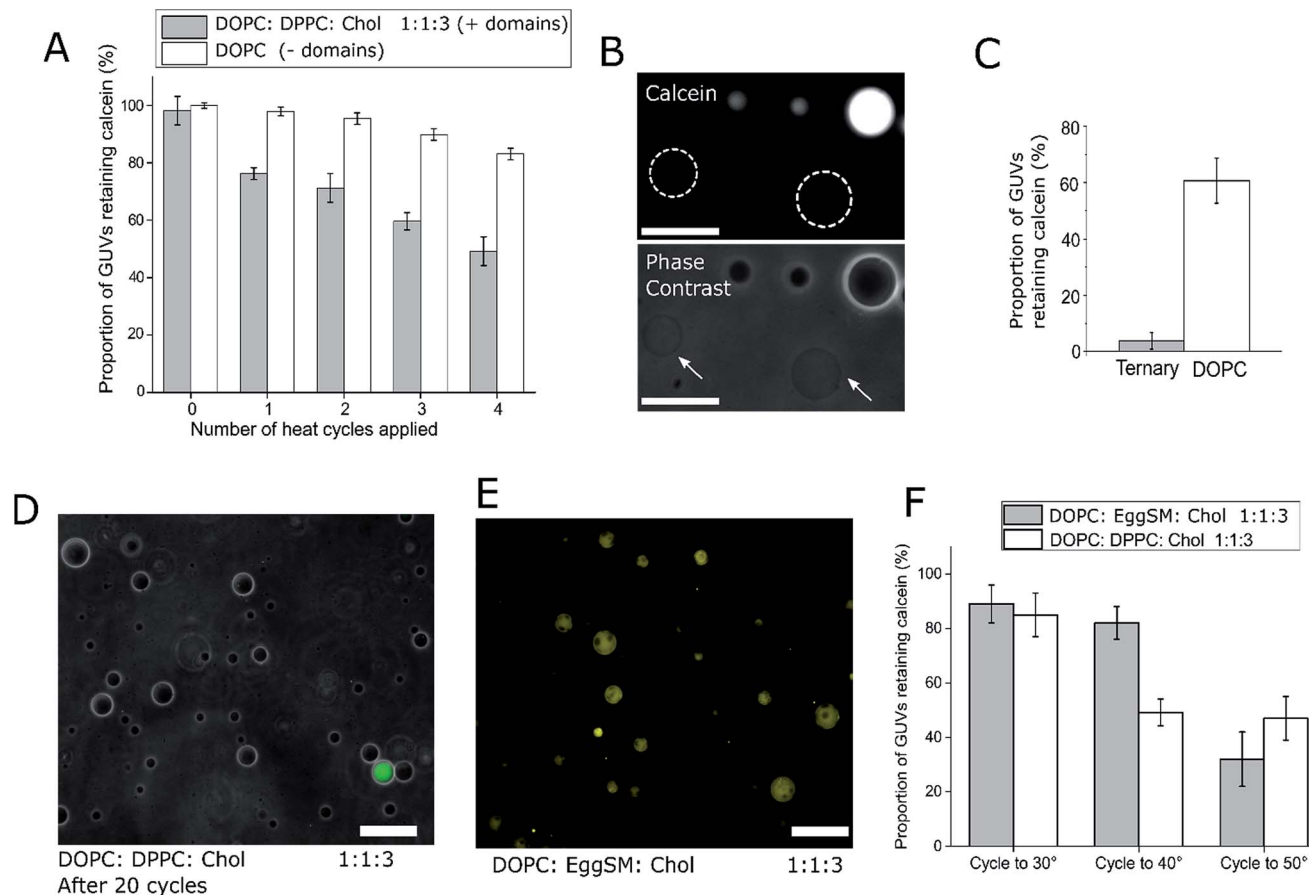 A
DOPC: DPPC: Chol 1:1:3 (+ domains)
DOPC (- domains)
Proportion of GUVs retaining calcein (%)
100
80
60
40
20
0
0 1 2 3 4
Number of heat cycles applied
B
Calcein
Phase
Contrast
C
Proportion of GUVs
retaining calcein (%)
80
60
40
20
0
Ternary DOPC
D
DOPC: DPPC: Chol 1:1:3
After 20 cycles
E
DOPC: EggSM: Chol 1:1:3
F
DOPC: EggSM: Chol 1:1:3
DOPC: DPPC: Chol 1:1:3
Proportion of GUVs retaining calcein (%)
100
80
60
40
20
0
Cycle to 30° Cycle to 40° Cycle to 50°